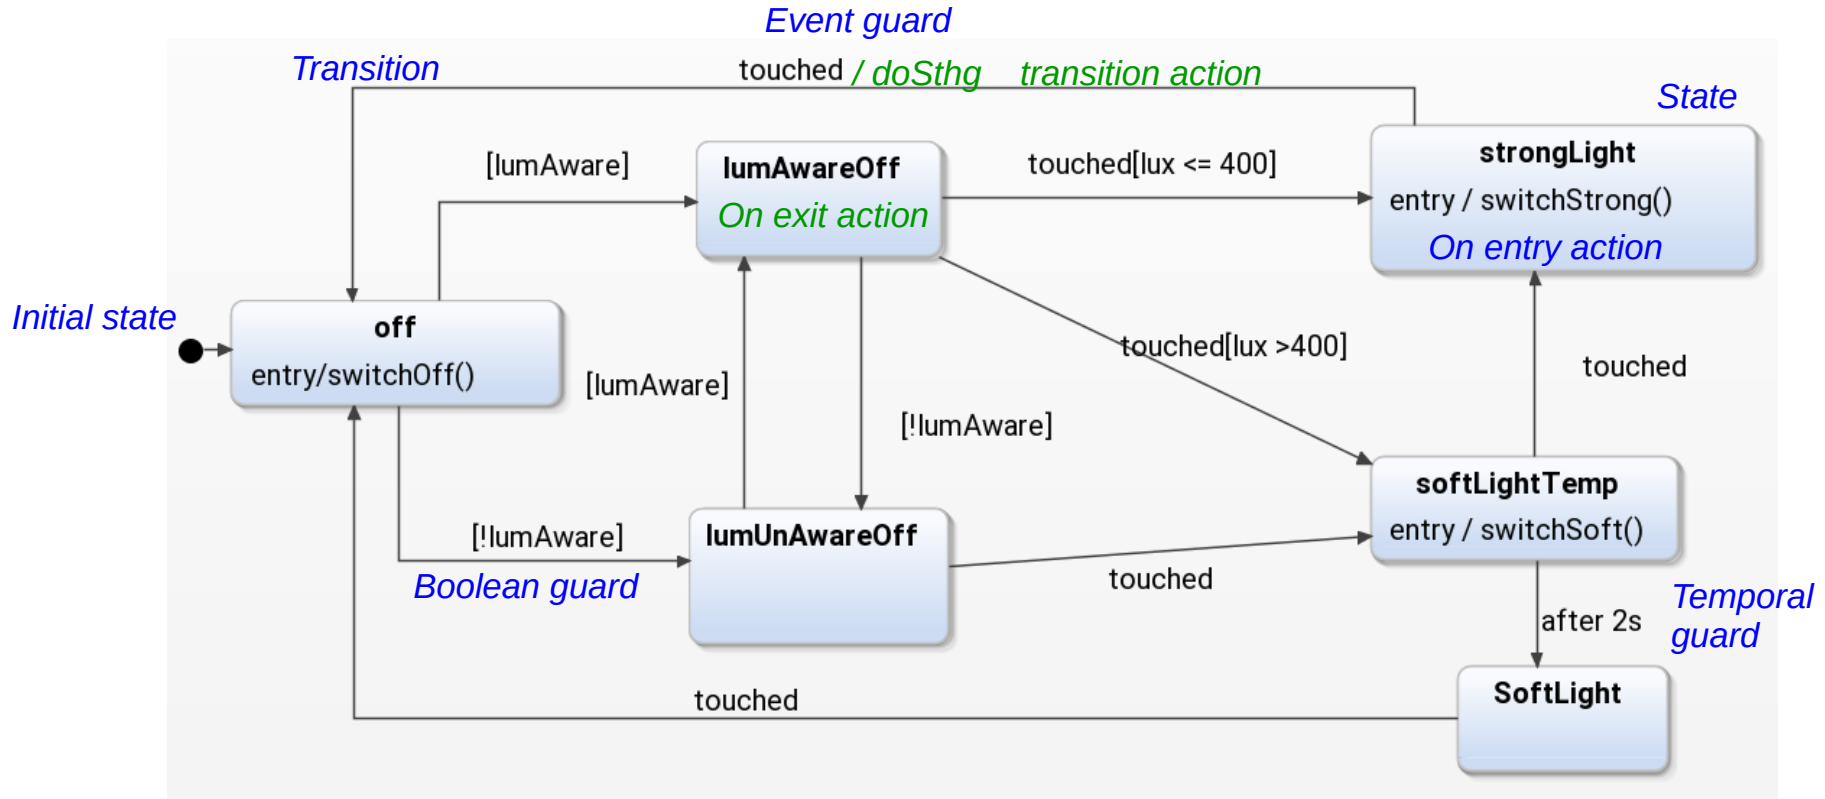 Event guard
Transition
touched / doSthg transition action
State
[lumAware]
lumAwareOff
On exit action
touched[lux <= 400]
strongLight
entry / switchStrong()
On entry action
Initial state
off
entry/switchOff()
[lumAware]
[!lumAware]
touched[lux >400]
touched
[!lumAware]
Boolean guard
lumUnAwareOff
touched
softLightTemp
entry / switchSoft()
after 2s
Temporal
guard
touched
SoftLight